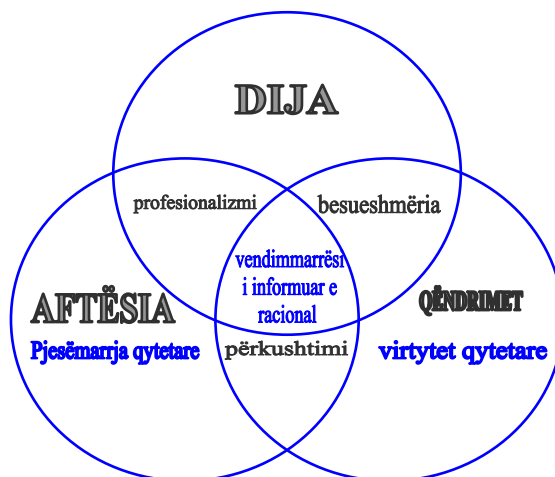 DIJA
profesionalizmi
besueshmëria
vendimmarrësi
i informuar e
racional
AFTËSIA
Pjesëmarrja qytetare
QËNDRIMET
virtytet qytetare
përkushtimi